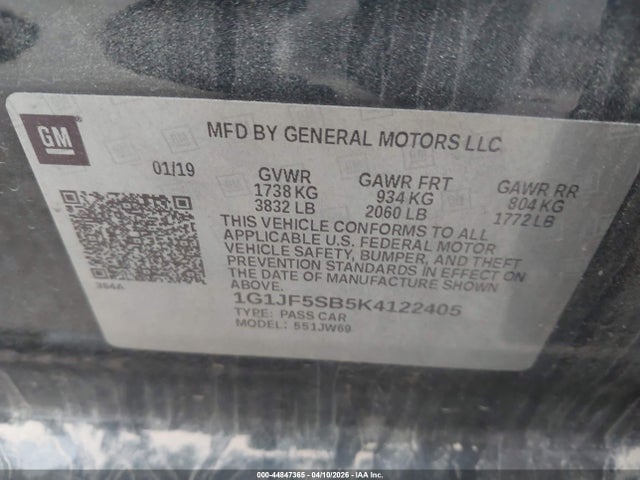 GM
MFD BY GENERAL MOTORS LLC
01/19
GVWR
1738 KG
3832 LB
GAWR FRT
934 KG
2060 LB
GAWR RR
804 KG
1772 LB
THIS VEHICLE CONFORMS TO ALL
APPLICABLE U.S. FEDERAL MOTOR
VEHICLE SAFETY, BUMPER, AND THEFT
PREVENTION STANDARDS IN EFFECT ON
THE DATE OF MANUFACTURE SHOWN
ABOVE.
384A
1G1JF5SB5K4122405
TYPE: PASS CAR
MODEL: 551JW69
000-44847365 - 04/10/2026 - IAA Inc.